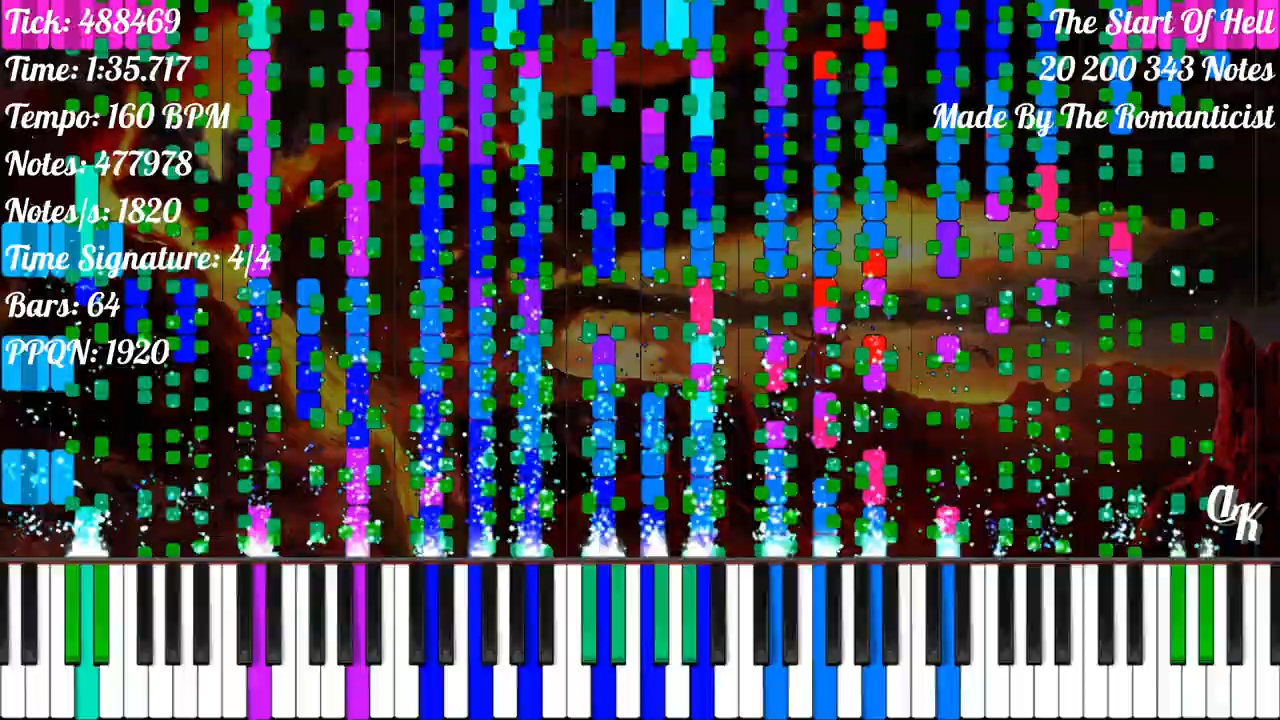 Tick: 488469
Time: 1:35.717
Tempo: 160 BPM
Notes: 477978
Notes/s: 1820
Time Signature: 4/4
Bars: 64
PPQN: 1920
The Start Of Hell
20 200 343 Notes
Made By The Romanticist
AK